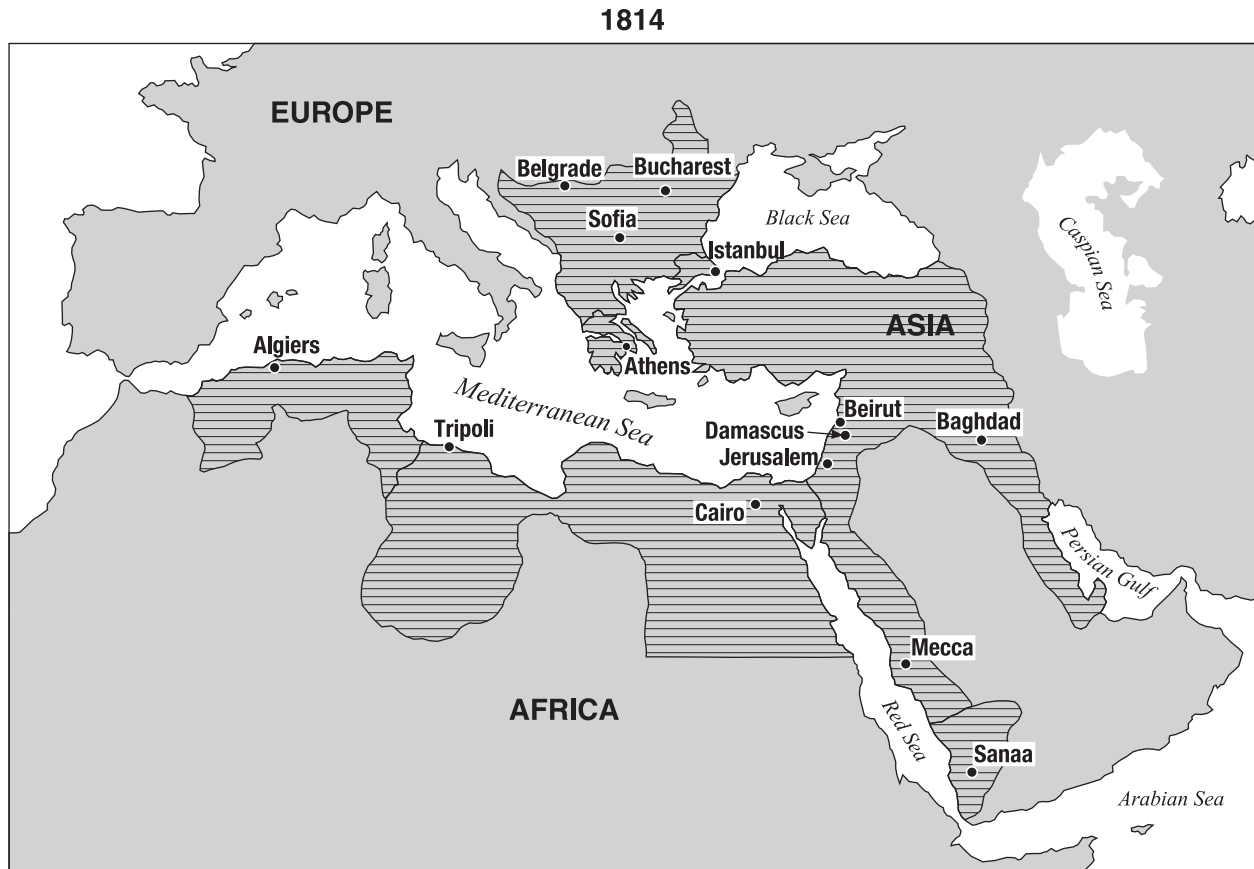 1814
EUROPE
Belgrade
Bucharest
Sofia
Black Sea
Istanbul
Caspian Sea
ASIA
Algiers
Athens
Mediterranean Sea
Tripoli
Beirut
Damascus
Baghdad
Jerusalem
Cairo
Persian Gulf
Mecca
AFRICA
Red Sea
Sanaa
Arabian Sea